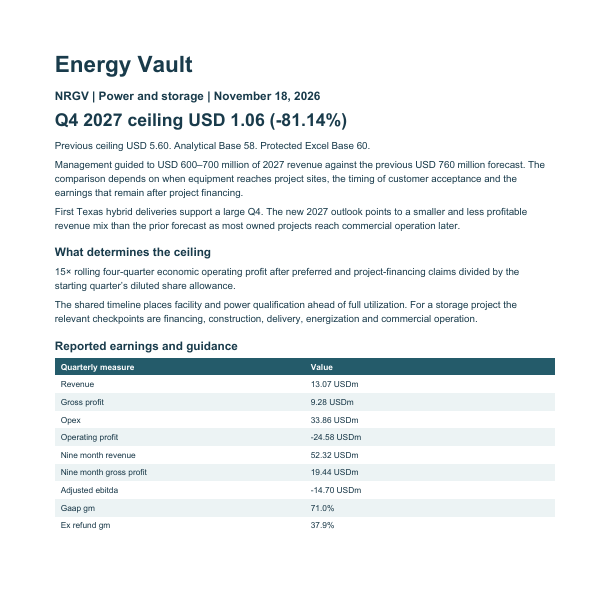 Energy Vault
NRGV | Power and storage | November 18, 2026
Q4 2027 ceiling USD 1.06 (-81.14%)
Previous ceiling USD 5.60. Analytical Base 58. Protected Excel Base 60.
Management guided to USD 600–700 million of 2027 revenue against the previous USD 760 million forecast. The
comparison depends on when equipment reaches project sites, the timing of customer acceptance and the
earnings that remain after project financing.
First Texas hybrid deliveries support a large Q4. The new 2027 outlook points to a smaller and less profitable
revenue mix than the prior forecast as most owned projects reach commercial operation later.
What determines the ceiling
15× rolling four-quarter economic operating profit after preferred and project-financing claims divided by the
starting quarter’s diluted share allowance.
The shared timeline places facility and power qualification ahead of full utilization. For a storage project the
relevant checkpoints are financing, construction, delivery, energization and commercial operation.
Reported earnings and guidance
Quarterly measure Value
Revenue 13.07 USDm
Gross profit 9.28 USDm
Opex 33.86 USDm
Operating profit -24.58 USDm
Nine month revenue 52.32 USDm
Nine month gross profit 19.44 USDm
Adjusted ebitda -14.70 USDm
Gaap gm 71.0%
Ex refund gm 37.9%